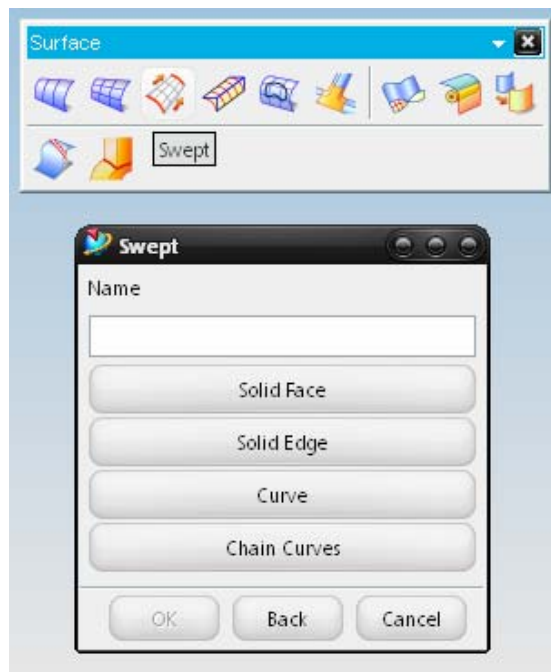 Surface
Swept
Swept
Name
Solid Face
Solid Edge
Curve
Chain Curves
OK Back Cancel